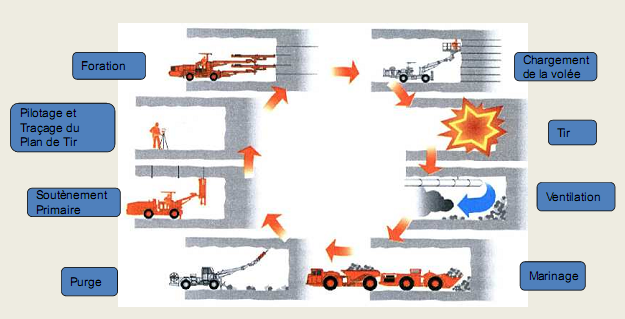 Foration
Chargement
de la volée
Pilotage et
Traçage du
Plan de Tir
Tir
Soutènement
Primaire
Ventilation
Purge
Marinage